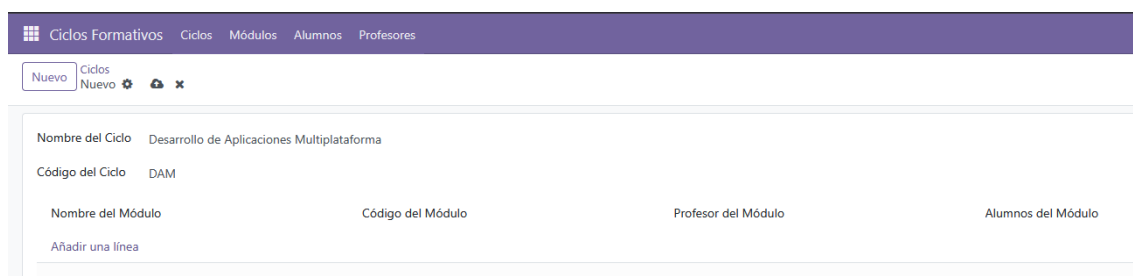 Ciclos Formativos Ciclos Módulos Alumnos Profesores
Nuevo
Ciclos
Nuevo
Nombre del Ciclo Desarrollo de Aplicaciones Multiplataforma
Código del Ciclo DAM
Nombre del Módulo Código del Módulo Profesor del Módulo Alumnos del Módulo
Añadir una línea